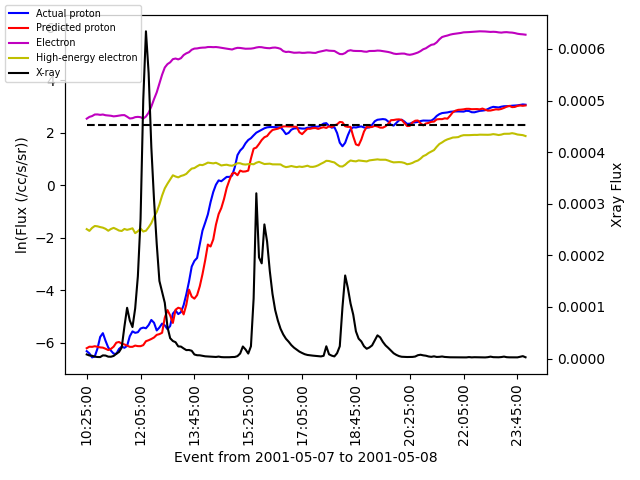 Actual proton
Predicted proton
Electron
High-energy electron
X-ray
4
2
0
−2
−4
−6
ln(Flux (/cc/s/sr))
0.0006
0.0005
0.0004
0.0003
0.0002
0.0001
0.0000
Xray Flux
10:25:00
12:05:00
13:45:00
15:25:00
17:05:00
18:45:00
20:25:00
22:05:00
23:45:00
Event from 2001-05-07 to 2001-05-08